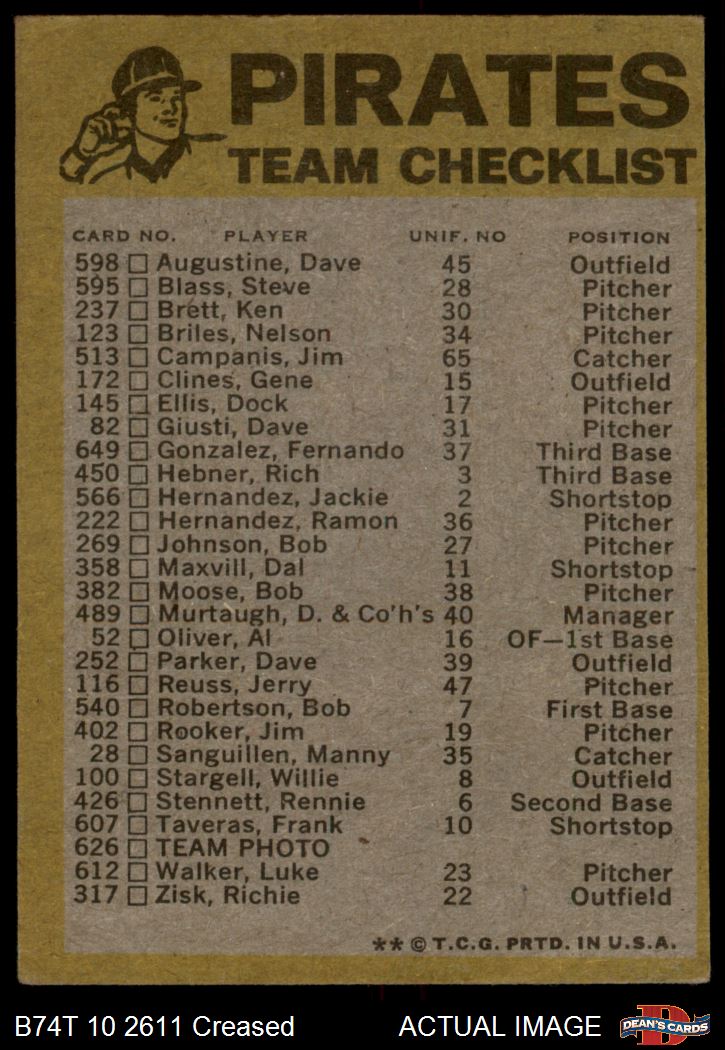 PIRATES
TEAM CHECKLIST
CARD NO. PLAYER UNIF. NO POSITION
598 Augustine, Dave 45 Outfield
595 Blass, Steve 28 Pitcher
237 Brett, Ken 30 Pitcher
123 Briles, Nelson 34 Pitcher
513 Campanis, Jim 65 Catcher
172 Clines, Gene 15 Outfield
145 Ellis, Dock 17 Pitcher
82 Giusti, Dave 31 Pitcher
649 Gonzalez, Fernando 37 Third Base
450 Hebner, Rich 3 Third Base
566 Hernandez, Jackie 2 Shortstop
222 Hernandez, Ramon 36 Pitcher
269 Johnson, Bob 27 Pitcher
358 Maxvill, Dal 11 Shortstop
382 Moose, Bob 38 Pitcher
489 Murtaugh, D. & Co'h's 40 Manager
52 Oliver, Al 16 OF—1st Base
252 Parker, Dave 39 Outfield
116 Reuss, Jerry 47 Pitcher
540 Robertson, Bob 7 First Base
402 Rooker, Jim 19 Pitcher
28 Sanguillen, Manny 35 Catcher
100 Stargell, Willie 8 Outfield
426 Stennett, Rennie 6 Second Base
607 Taveras, Frank 10 Shortstop
626 TEAM PHOTO
612 Walker, Luke 23 Pitcher
317 Zisk, Richie 22 Outfield
** © T.C.G. PRTD. IN U.S.A.
B74T 10 2611 Creased ACTUAL IMAGE DEAN'S CARDS